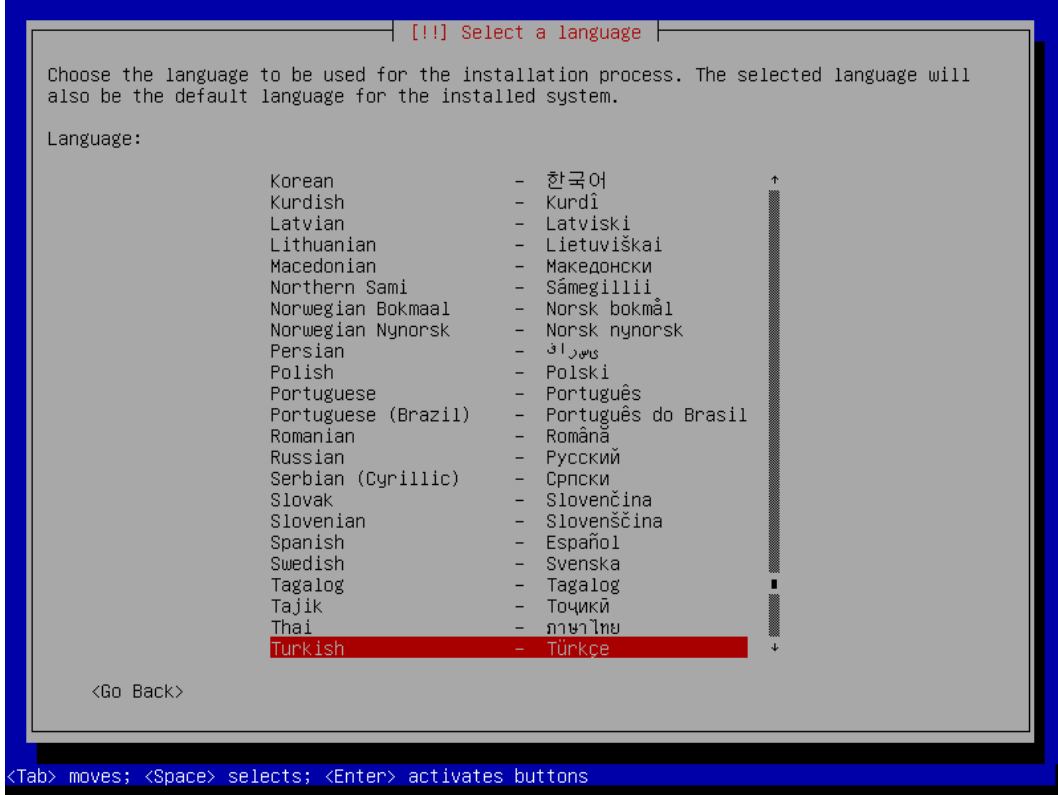 [!!] Select a language
Choose the language to be used for the installation process. The selected language will
also be the default language for the installed system.
Language:
Korean - 한국어
Kurdish - Kurdî
Latvian - Latviski
Lithuanian - Lietuviškai
Macedonian - Македонски
Northern Sami - Sámegillii
Norwegian Bokmaal - Norsk bokmål
Norwegian Nynorsk - Norsk nynorsk
Persian - فارسی
Polish - Polski
Portuguese - Português
Portuguese (Brazil) - Português do Brasil
Romanian - Română
Russian - Русский
Serbian (Cyrillic) - Српски
Slovak - Slovenčina
Slovenian - Slovenščina
Spanish - Español
Swedish - Svenska
Tagalog - Tagalog
Tajik - Тоҷикӣ
Thai - ภาษาไทย
Turkish - Türkçe
<Go Back>
<Tab> moves; <Space> selects; <Enter> activates buttons